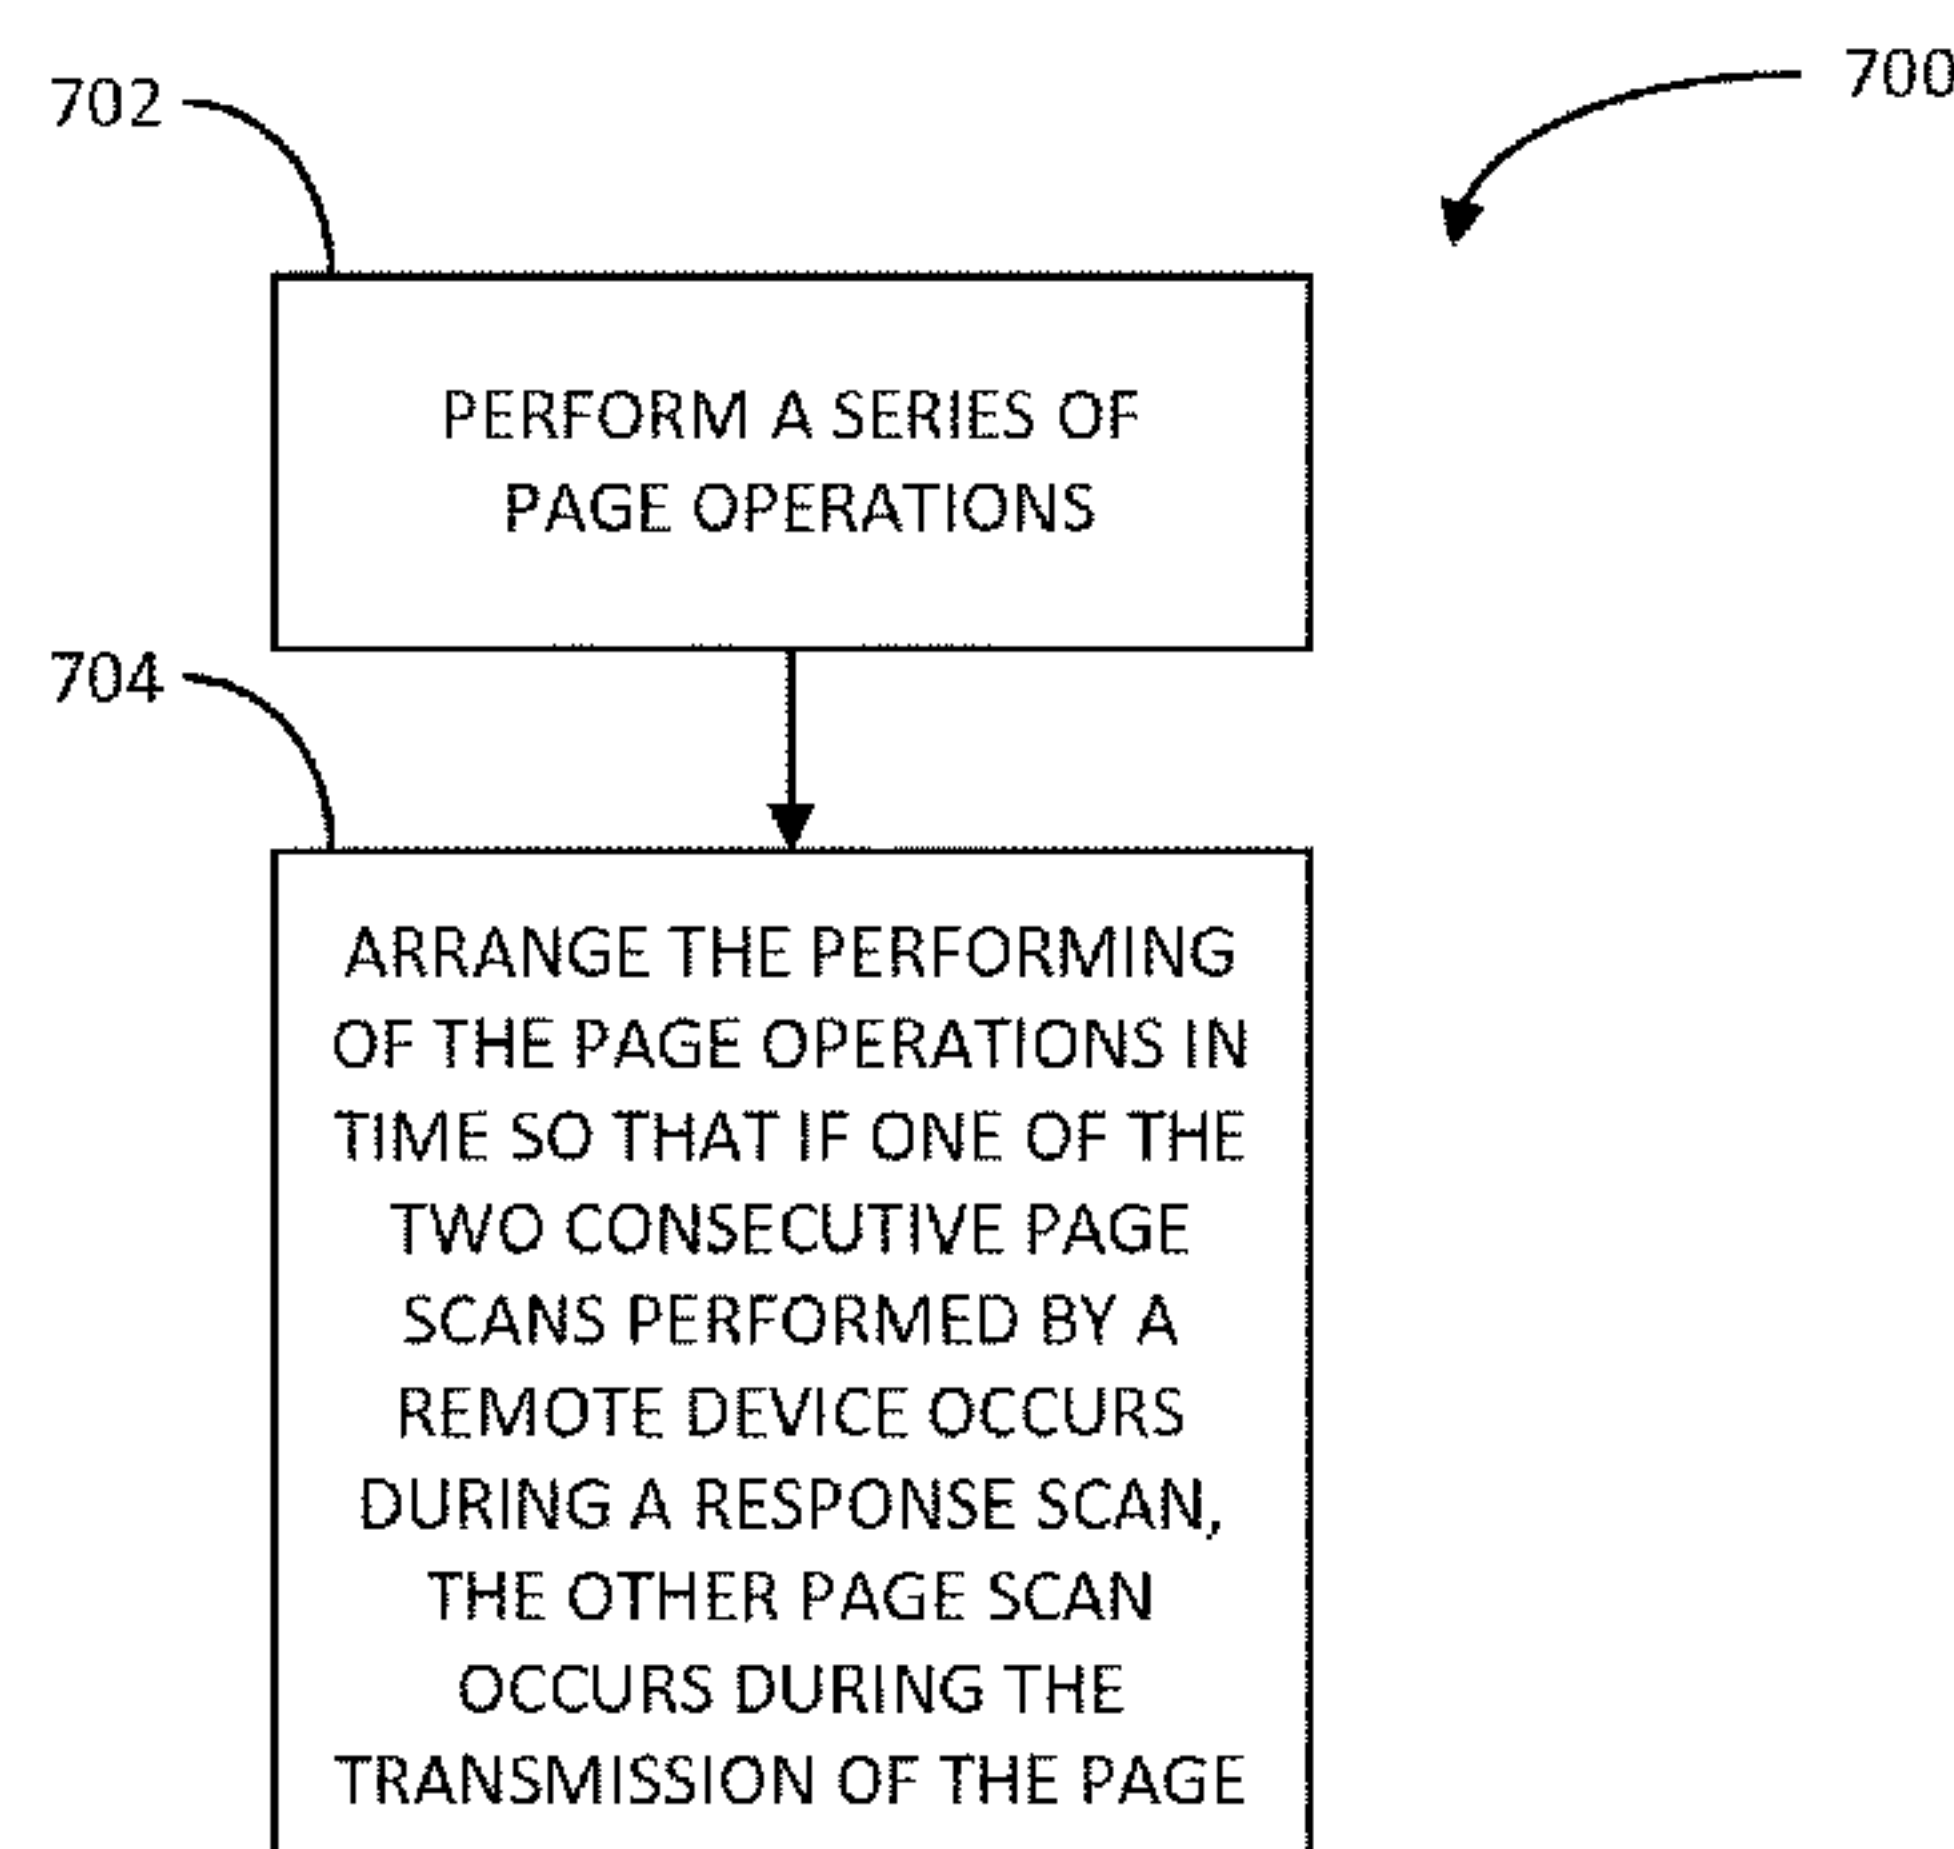 702
700
PERFORM A SERIES OF
PAGE OPERATIONS
704
ARRANGE THE PERFORMING
OF THE PAGE OPERATIONS IN
TIME SO THAT IF ONE OF THE
TWO CONSECUTIVE PAGE
SCANS PERFORMED BY A
REMOTE DEVICE OCCURS
DURING A RESPONSE SCAN,
THE OTHER PAGE SCAN
OCCURS DURING THE
TRANSMISSION OF THE PAGE